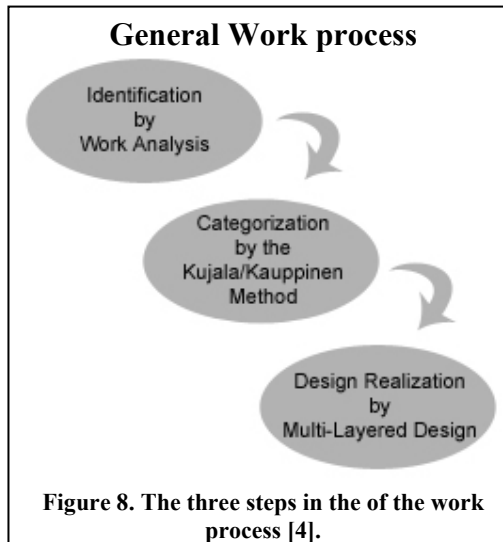 General Work process
Identification
by
Work Analysis
Categorization
by the
Kujala/Kauppinen
Method
Design Realization
by
Multi-Layered Design
Figure 8. The three steps in the of the work
process [4].